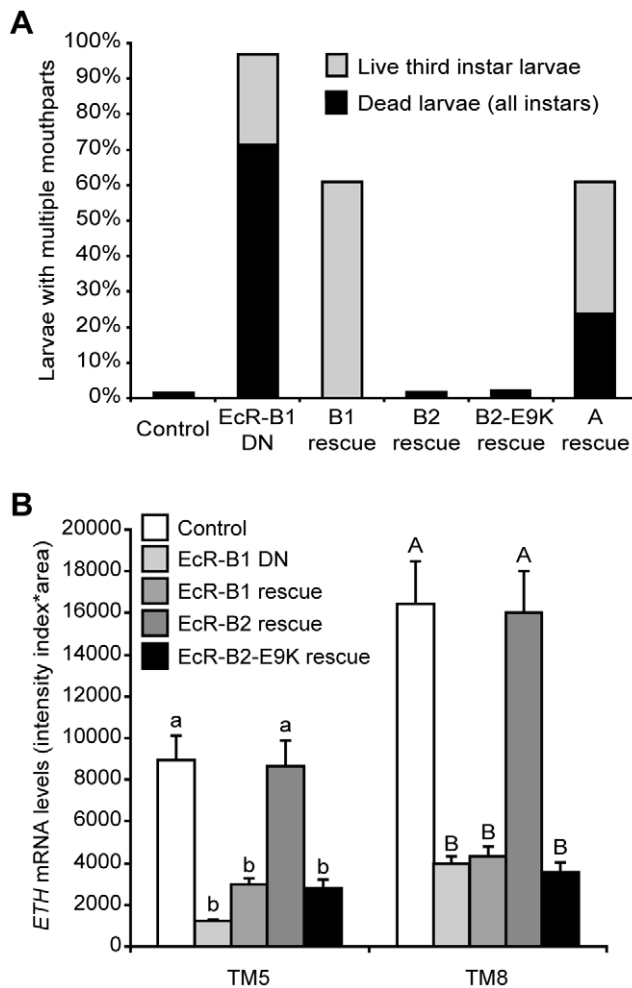 A
100%
90%
80%
70%
60%
50%
40%
30%
20%
10%
0%
Larvae with multiple mouthparts
Live third instar larvae
Dead larvae (all instars)
Control
EcR-B1 DN
B1 rescue
B2 rescue
B2-E9K rescue
A rescue
B
20000
18000
16000
14000
12000
10000
8000
6000
4000
2000
0
ETH mRNA levels (intensity index*area)
Control
EcR-B1 DN
EcR-B1 rescue
EcR-B2 rescue
EcR-B2-E9K rescue
a
b
b
a
b
A
B
B
A
B
TM5
TM8